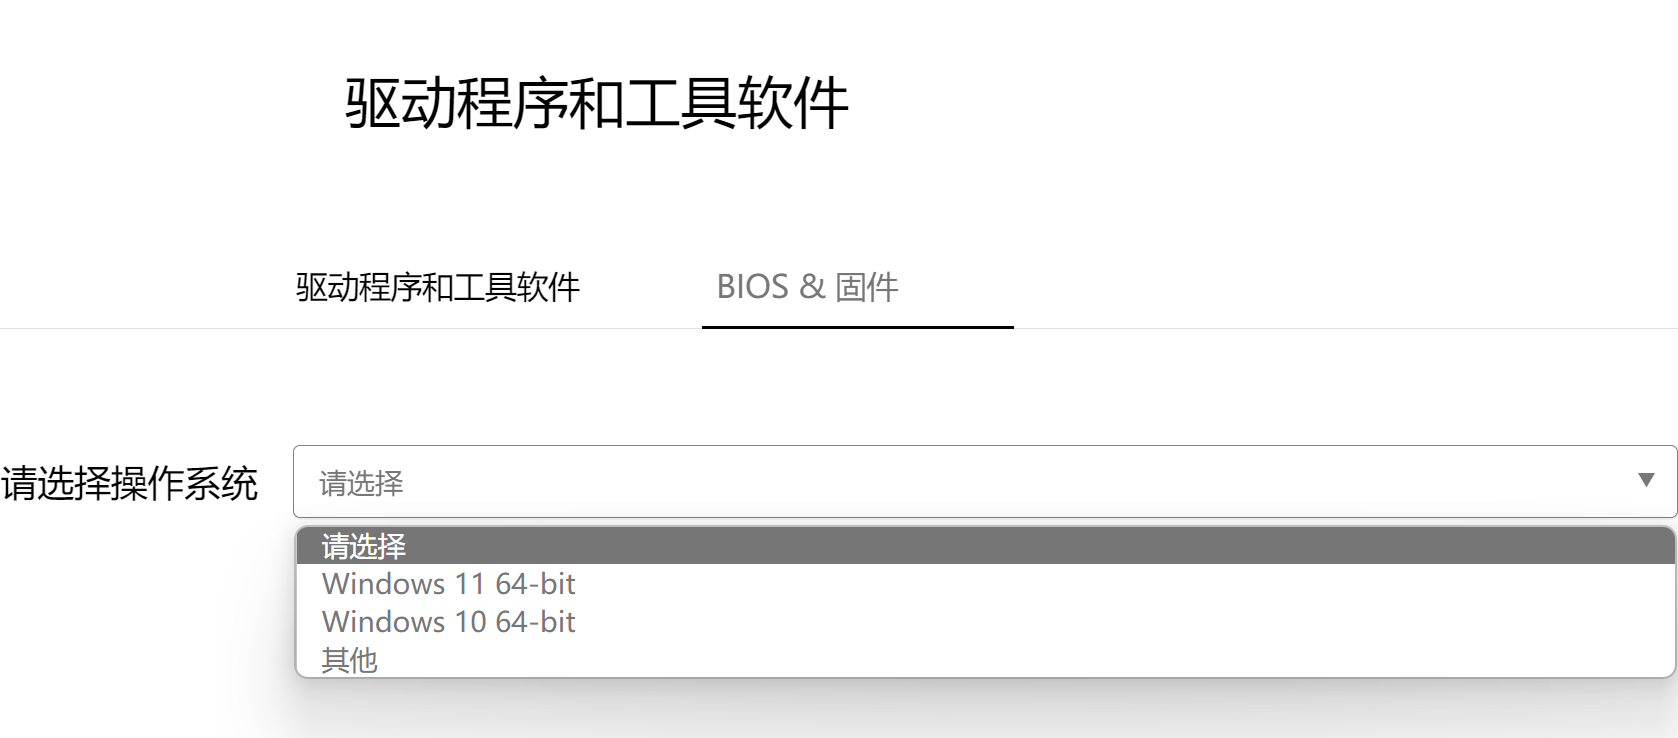 驱动程序和工具软件
驱动程序和工具软件
BIOS & 固件
请选择操作系统
请选择
请选择
Windows 11 64-bit
Windows 10 64-bit
其他